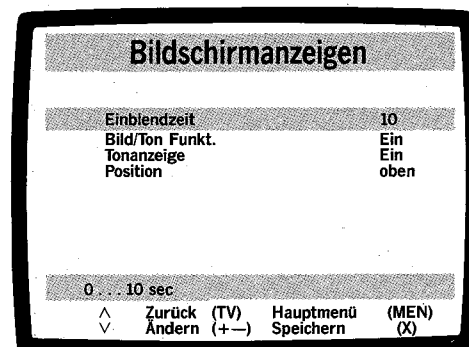 Bildschirmanzeigen
Einblendzeit 10
Bild/Ton Funkt. Ein
Tonanzeige Ein
Position oben
0 . . . 10 sec
∧ Zurück (TV) Hauptmenü (MEN)
∨ Ändern (+—) Speichern (X)